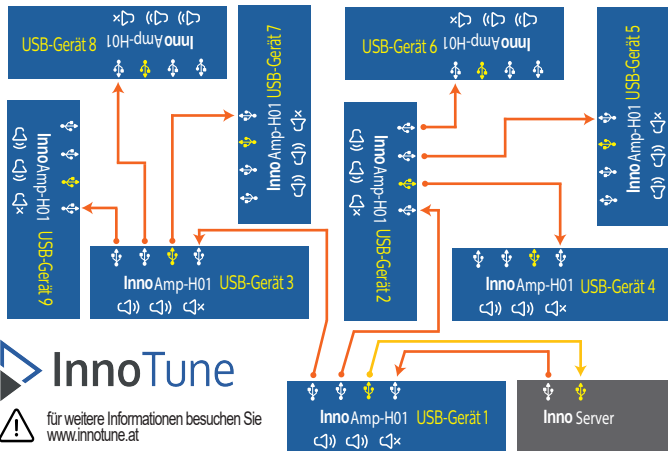 InnoAmp-H01 USB-Gerät 8
InnoAmp-H01 USB-Gerät 7
InnoAmp-H01 USB-Gerät 6
InnoAmp-H01 USB-Gerät 5
InnoAmp-H01 USB-Gerät 9
InnoAmp-H01 USB-Gerät 3
InnoAmp-H01 USB-Gerät 2
InnoAmp-H01 USB-Gerät 4
InnoTune
für weitere Informationen besuchen Sie
www.innotune.at
InnoAmp-H01 USB-Gerät 1
Inno Server